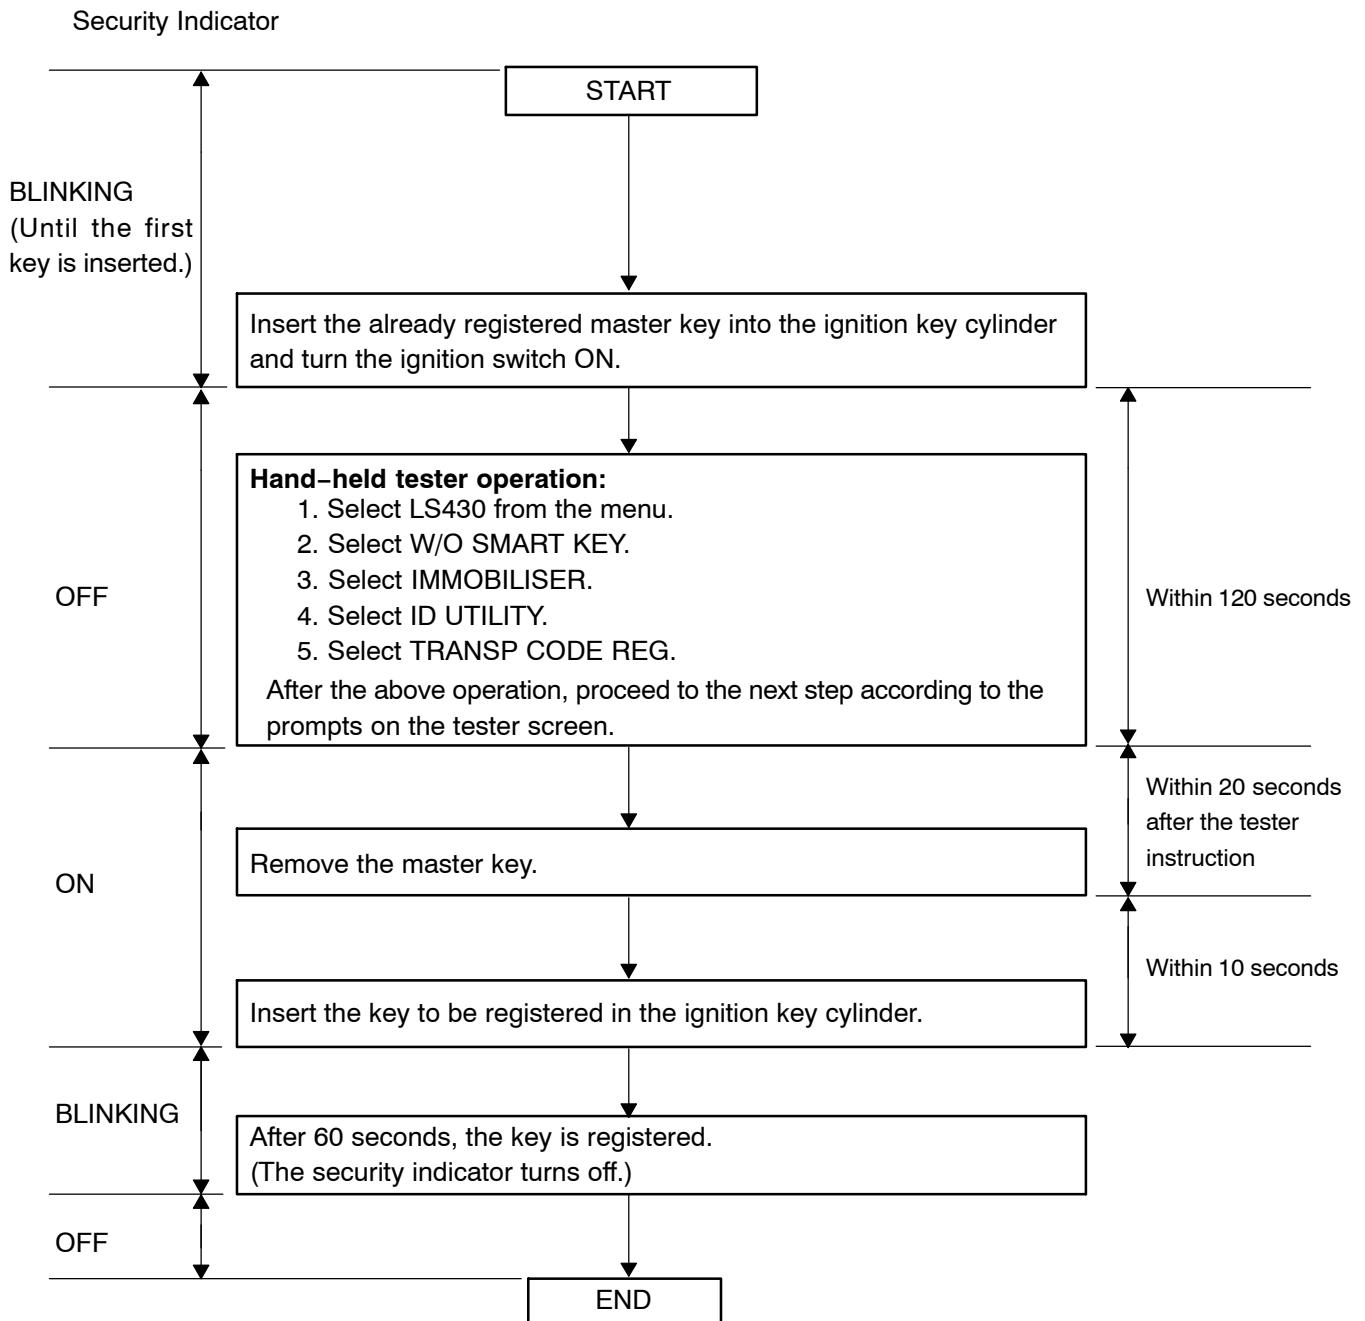 Security Indicator
START
BLINKING
(Until the first
key is inserted.)
Insert the already registered master key into the ignition key cylinder
and turn the ignition switch ON.
Hand–held tester operation:
1. Select LS430 from the menu.
2. Select W/O SMART KEY.
3. Select IMMOBILISER.
4. Select ID UTILITY.
5. Select TRANSP CODE REG.
After the above operation, proceed to the next step according to the
prompts on the tester screen.
OFF
Within 120 seconds
Within 20 seconds
after the tester
instruction
Remove the master key.
ON
Within 10 seconds
Insert the key to be registered in the ignition key cylinder.
BLINKING
After 60 seconds, the key is registered.
(The security indicator turns off.)
OFF
END